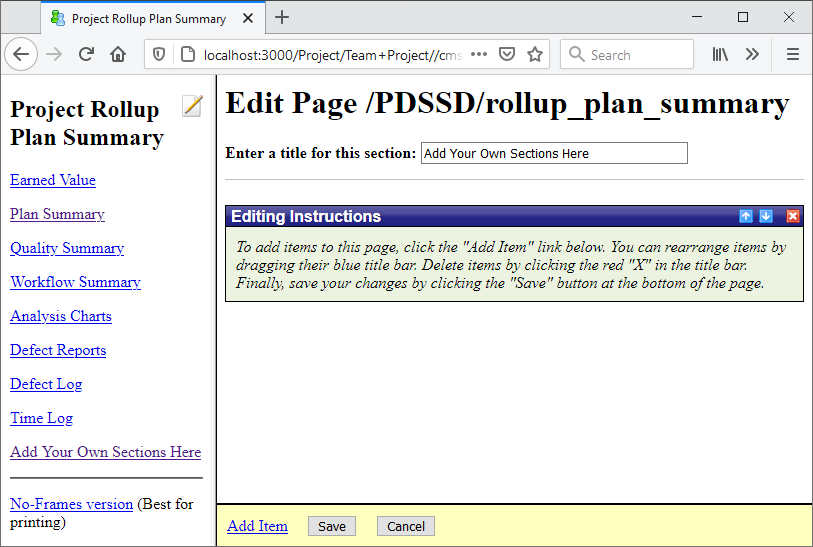 Project Rollup Plan Summary
localhost:3000/Project/Team+Project//cms
Search
Project Rollup
Plan Summary
Earned Value
Plan Summary
Quality Summary
Workflow Summary
Analysis Charts
Defect Reports
Defect Log
Time Log
Add Your Own Sections Here
No-Frames version (Best for
printing)
Edit Page /PDSSD/rollup_plan_summary
Enter a title for this section: Add Your Own Sections Here
Editing Instructions
To add items to this page, click the "Add Item" link below. You can rearrange items by
dragging their blue title bar. Delete items by clicking the red "X" in the title bar.
Finally, save your changes by clicking the "Save" button at the bottom of the page.
Add Item Save Cancel